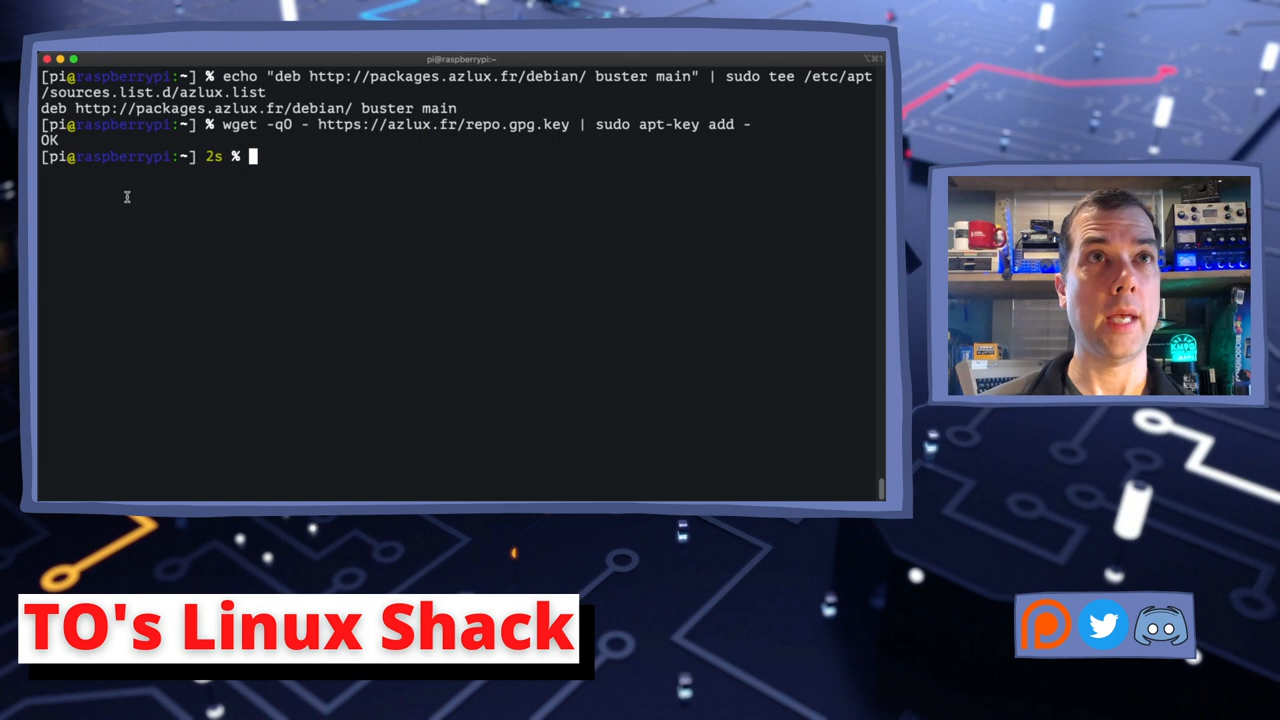 pi@raspberrypi:~
⌥⌘1
[pi@raspberrypi:~] % echo "deb http://packages.azlux.fr/debian/ buster main" | sudo tee /etc/apt
/sources.list.d/azlux.list
deb http://packages.azlux.fr/debian/ buster main
[pi@raspberrypi:~] % wget -qO - https://azlux.fr/repo.gpg.key | sudo apt-key add -
OK
[pi@raspberrypi:~] 2s %
KM9G
TO's Linux Shack